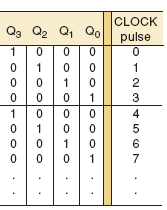 Q3 Q2 Q1 Q0 CLOCK pulse
1 0 0 0 0
0 1 0 0 1
0 0 1 0 2
0 0 0 1 3
1 0 0 0 4
0 1 0 0 5
0 0 1 0 6
0 0 0 1 7
. . . . .
. . . . .